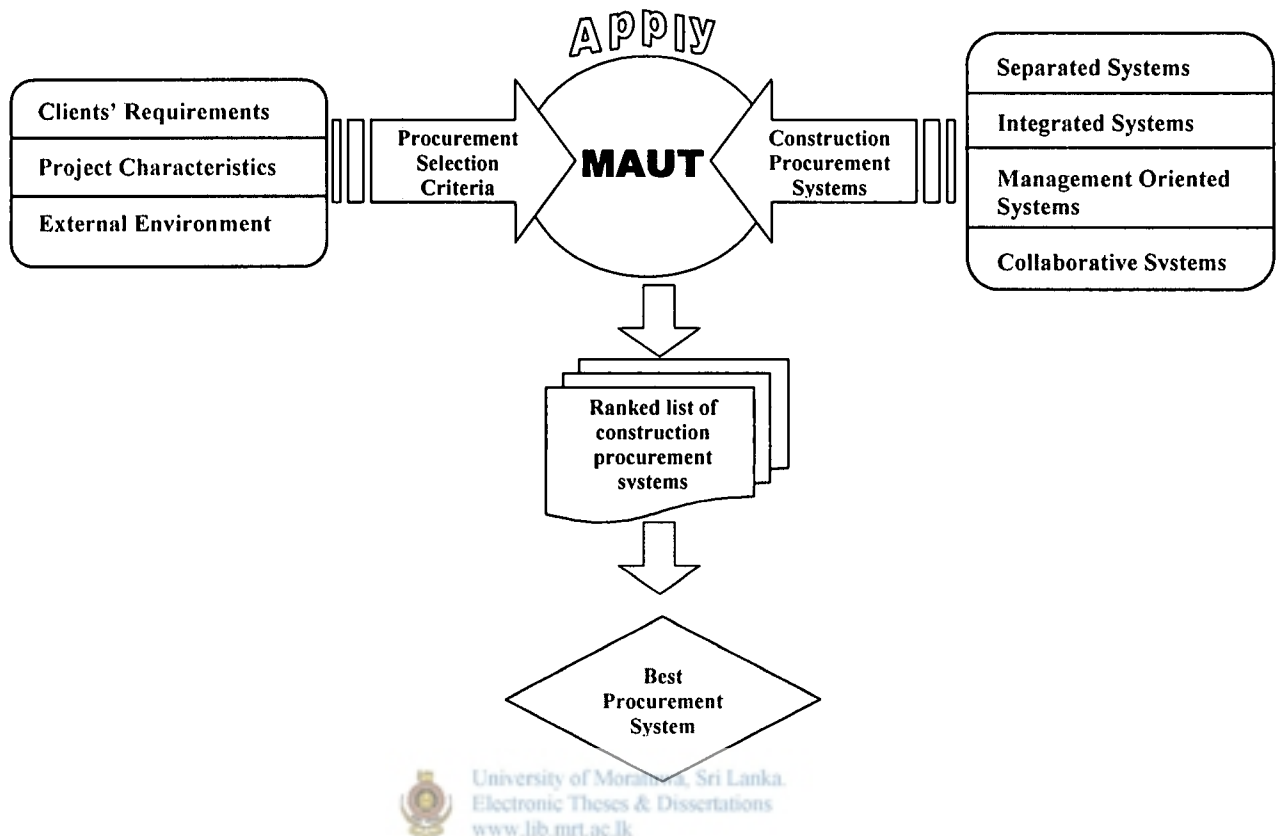 Apply
Clients' Requirements
Project Characteristics
External Environment
Procurement
Selection
Criteria
MAUT
Construction
Procurement
Systems
Separated Systems
Integrated Systems
Management Oriented
Systems
Collaborative Systems
Ranked list of
construction
procurement
systems
Best
Procurement
System
University of Moratuwa, Sri Lanka.
Electronic Theses & Dissertations
www.lib.mrt.ac.lk